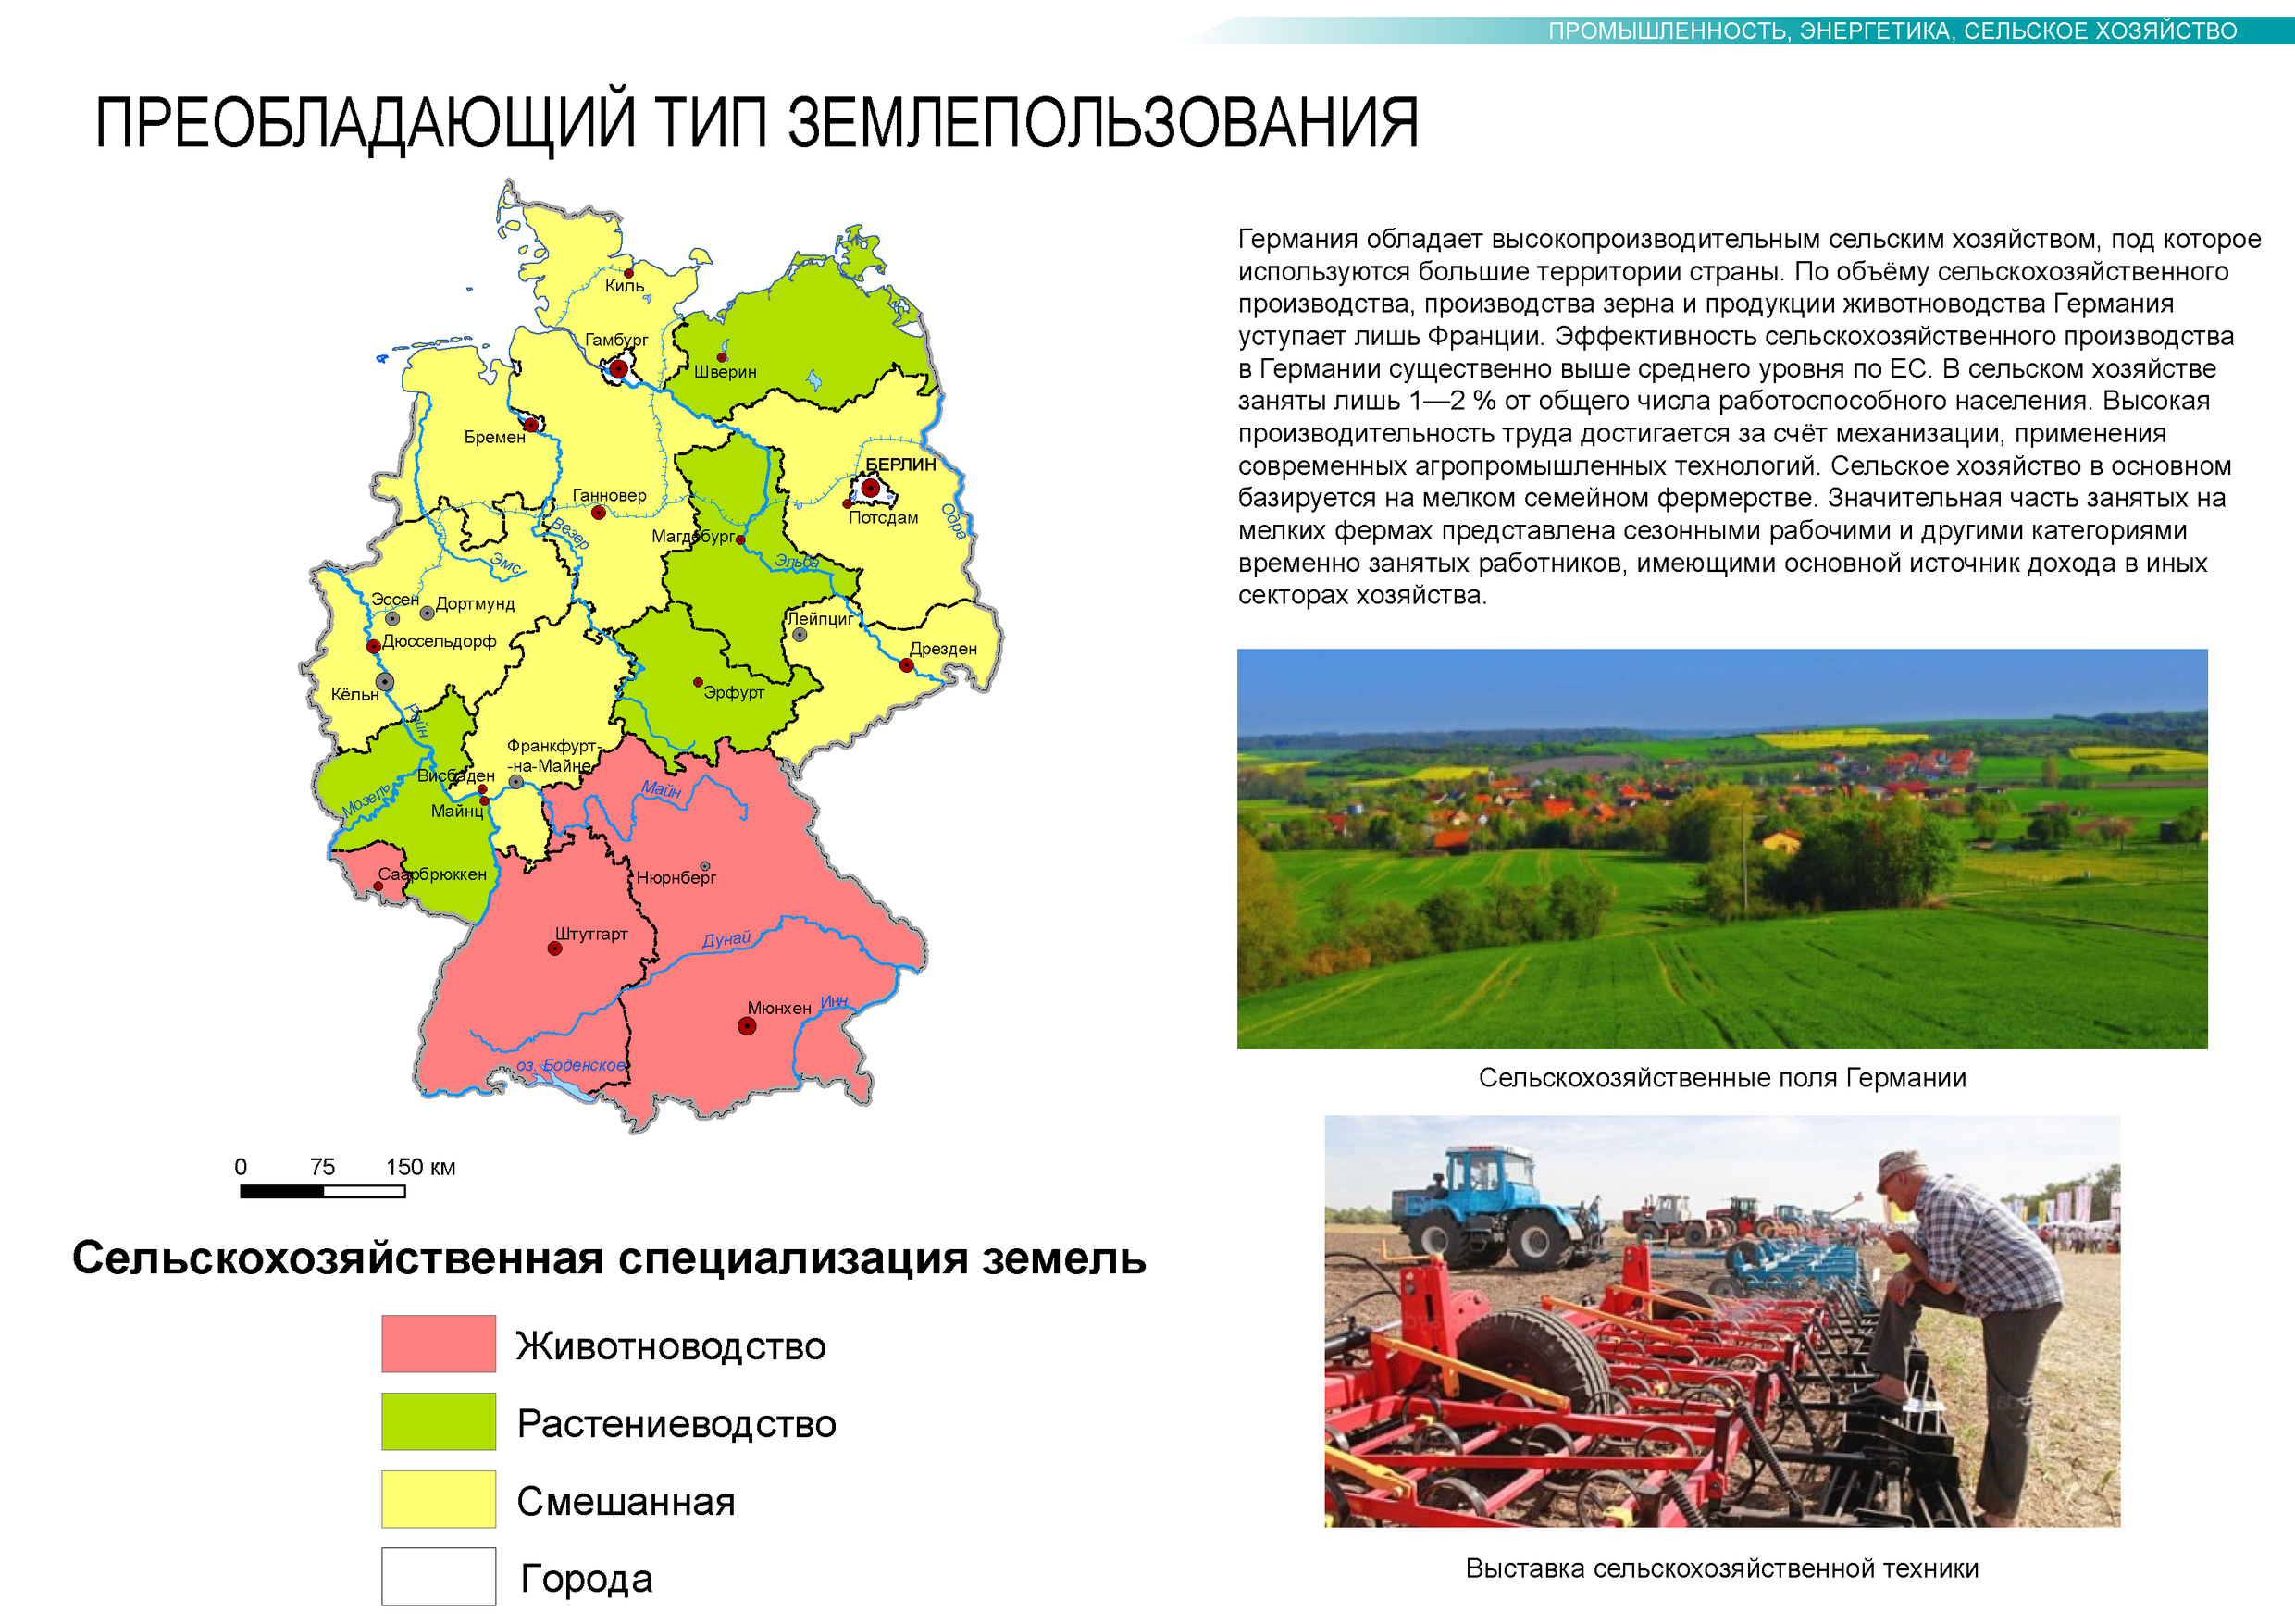 ПРОМЫШЛЕННОСТЬ, ЭНЕРГЕТИКА, СЕЛЬСКОЕ ХОЗЯЙСТВО
ПРЕОБЛАДАЮЩИЙ ТИП ЗЕМЛЕПОЛЬЗОВАНИЯ
Киль
Гамбург
Шверин
Бремен
БЕРЛИН
Ганновер
Потсдам
Одра
Везер
Магдебург
Эльба
Эмс
Эссен
Дортмунд
Лейпциг
Дюссельдорф
Дрезден
Кёльн
Эрфурт
Рейн
Франкфурт-
-на-Майне
Висбаден
Майн
Мозель
Майнц
Саарбрюккен
Нюрнберг
Штутгарт
Дунай
Мюнхен
Инн
оз. Боденское
0 75 150 км
Сельскохозяйственная специализация земель
Животноводство
Растениеводство
Смешанная
Города
Германия обладает высокопроизводительным сельским хозяйством, под которое
используются большие территории страны. По объёму сельскохозяйственного
производства, производства зерна и продукции животноводства Германия
уступает лишь Франции. Эффективность сельскохозяйственного производства
в Германии существенно выше среднего уровня по ЕС. В сельском хозяйстве
заняты лишь 1—2 % от общего числа работоспособного населения. Высокая
производительность труда достигается за счёт механизации, применения
современных агропромышленных технологий. Сельское хозяйство в основном
базируется на мелком семейном фермерстве. Значительная часть занятых на
мелких фермах представлена сезонными рабочими и другими категориями
временно занятых работников, имеющими основной источник дохода в иных
секторах хозяйства.
Сельскохозяйственные поля Германии
Выставка сельскохозяйственной техники